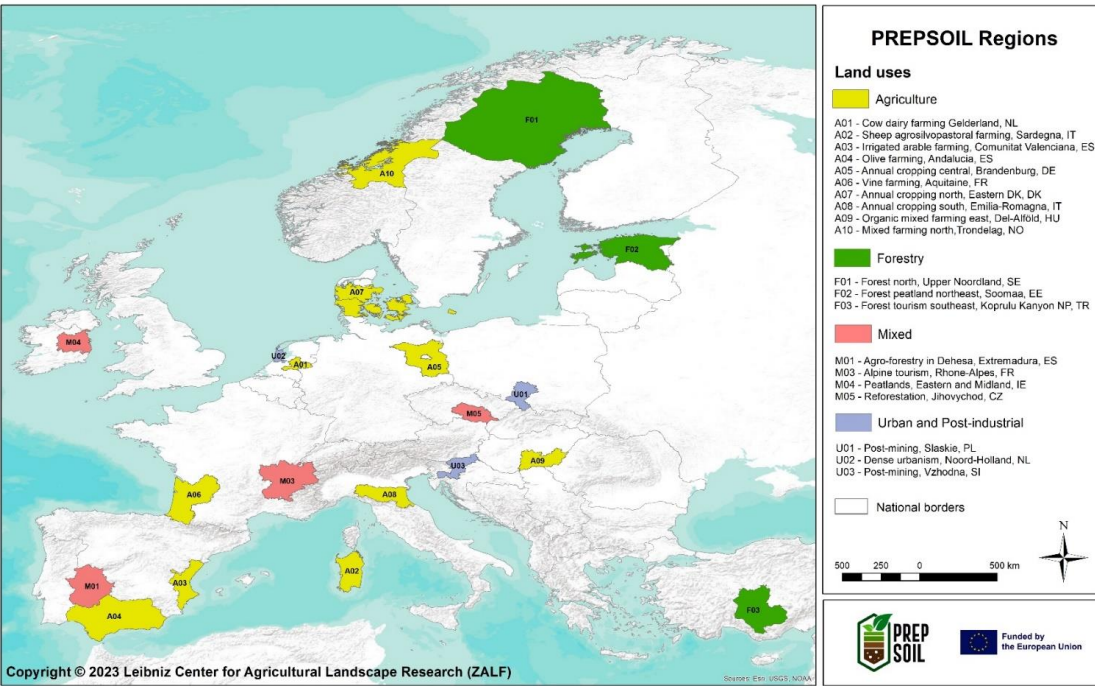 F01
A10
F02
A07
M04
U02
A01
A05
U01
M05
A09
U03
M03
A06
A08
A02
A03
M01
A04
F03
Copyright © 2023 Leibniz Center for Agricultural Landscape Research (ZALF)
Sources: Esri, USGS, NOAA
PREPSOIL Regions
Land uses
Agriculture
A01 - Cow dairy farming Gelderland, NL
A02 - Sheep agrosilvopastoral farming, Sardegna, IT
A03 - Irrigated arable farming, Comunitat Valenciana, ES
A04 - Olive farming, Andalucia, ES
A05 - Annual cropping central, Brandenburg, DE
A06 - Vine farming, Aquitaine, FR
A07 - Annual cropping north, Eastern DK, DK
A08 - Annual cropping south, Emilia-Romagna, IT
A09 - Organic mixed farming east, Del-Alföld, HU
A10 - Mixed farming north,Trondelag, NO
Forestry
F01 - Forest north, Upper Noordland, SE
F02 - Forest peatland northeast, Soomaa, EE
F03 - Forest tourism southeast, Koprulu Kanyon NP, TR
Mixed
M01 - Agro-forestry in Dehesa, Extremadura, ES
M03 - Alpine tourism, Rhone-Alpes, FR
M04 - Peatlands, Eastern and Midland, IE
M05 - Reforestation, Jihovychod, CZ
Urban and Post-industrial
U01 - Post-mining, Slaskie, PL
U02 - Dense urbanism, Noord-Holland, NL
U03 - Post-mining, Vzhodna, SI
National borders
N
500 250 0 500 km
PREP
SOIL
Funded by
the European Union